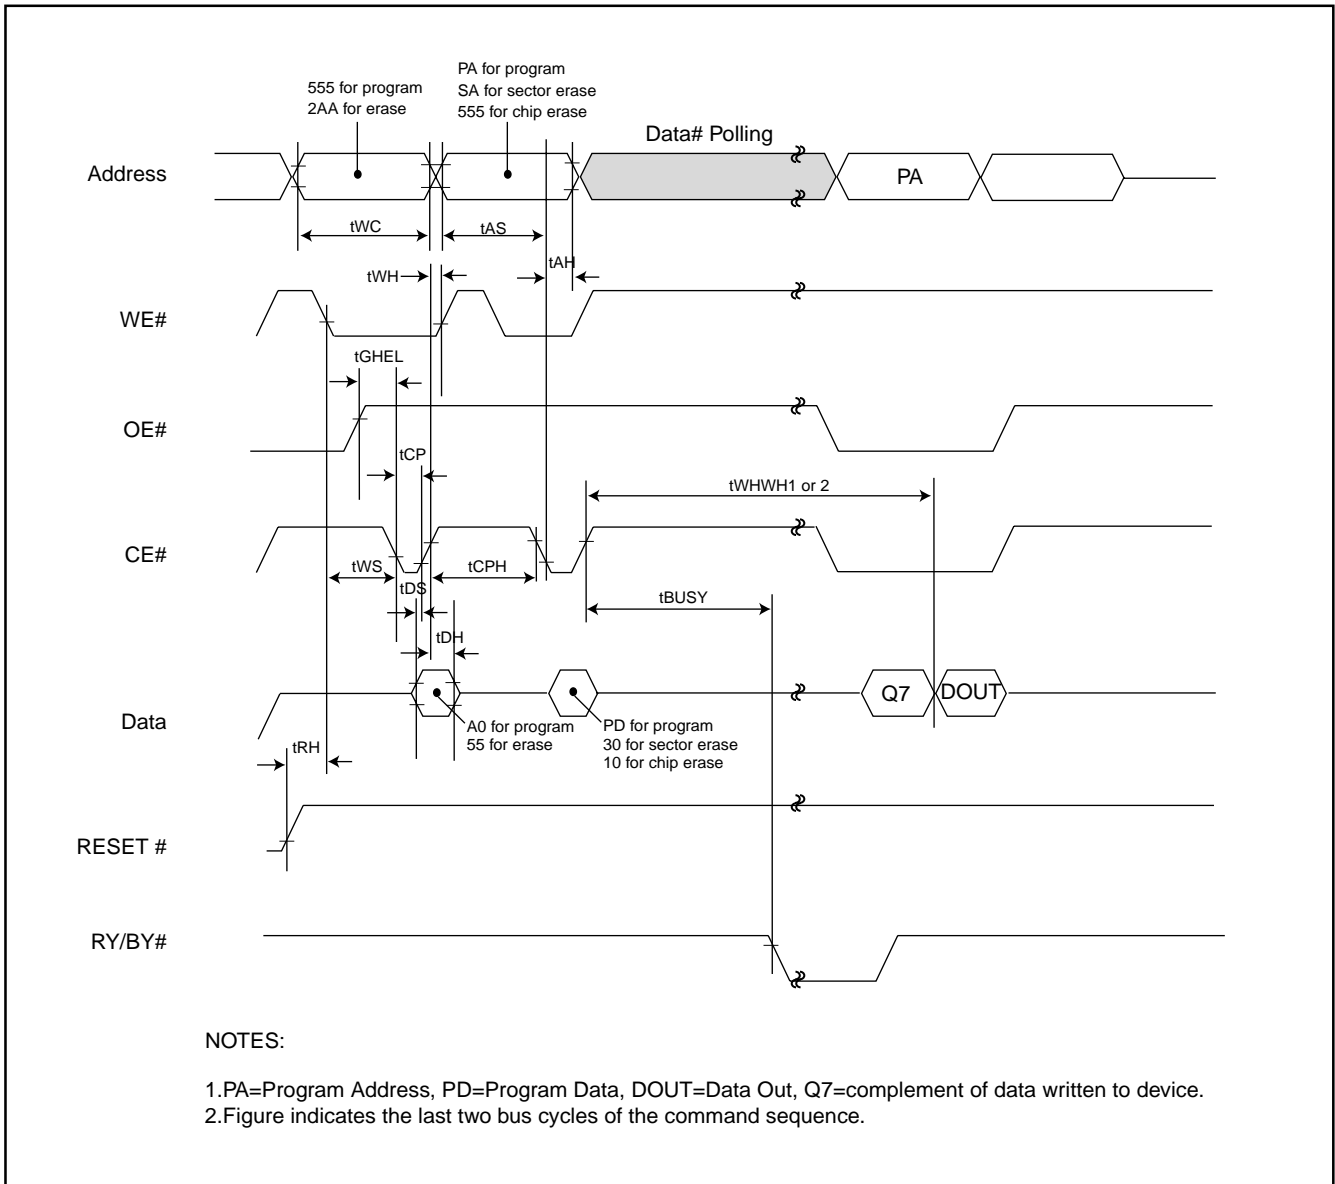 555 for program
2AA for erase
PA for program
SA for sector erase
555 for chip erase
Data# Polling
Address
PA
tWC
tAS
tAH
tWH
WE#
tGHEL
OE#
tCP
tWHWH1 or 2
CE#
tWS
tCPH
tDS
tBUSY
tDH
Q7
DOUT
Data
A0 for program
55 for erase
PD for program
30 for sector erase
10 for chip erase
tRH
RESET #
RY/BY#
NOTES:
1.PA=Program Address, PD=Program Data, DOUT=Data Out, Q7=complement of data written to device.
2.Figure indicates the last two bus cycles of the command sequence.